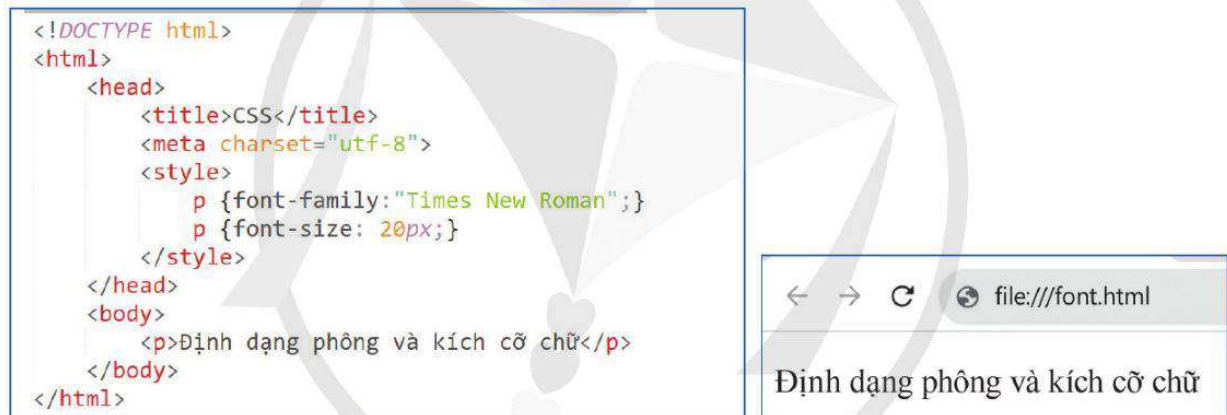 <!DOCTYPE html>
<html>
<head>
<title>CSS</title>
<meta charset="utf-8">
<style>
p {font-family:"Times New Roman";}
p {font-size: 20px;}
</style>
</head>
<body>
<p>Định dạng phông và kích cỡ chữ</p>
</body>
</html>
file:///font.html
Định dạng phông và kích cỡ chữ